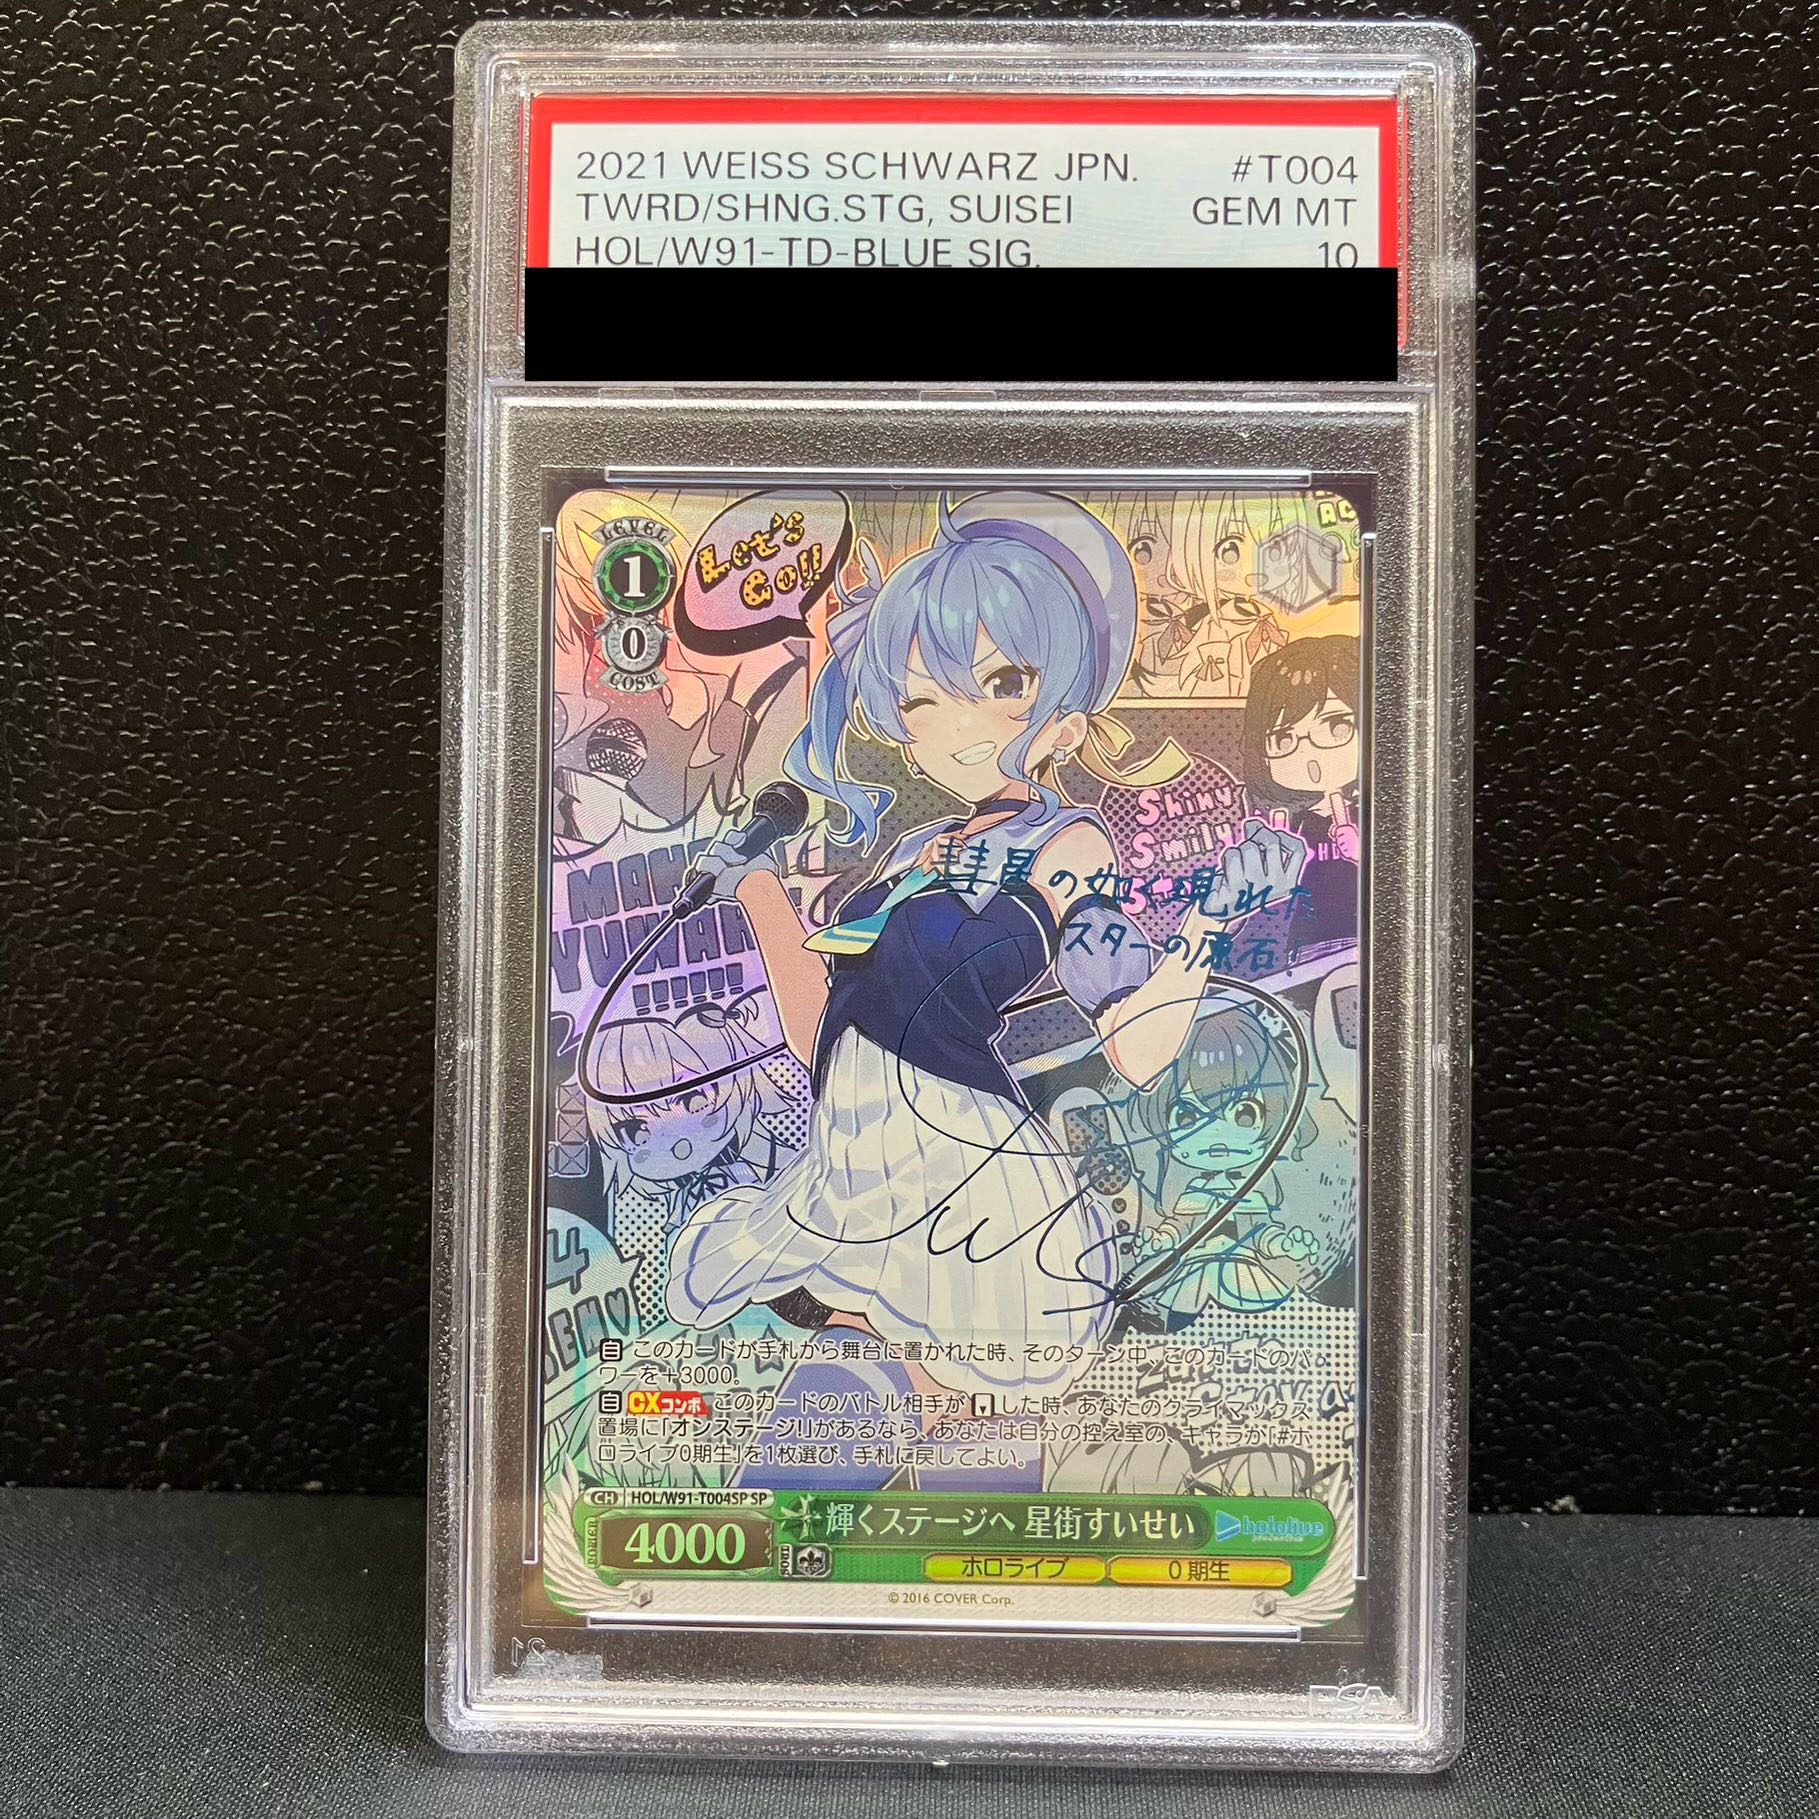 2021 WEISS SCHWARZ JPN. #T004
TWRD/SHNG.STG, SUISEI GEM MT
HOL/W91-TD-BLUE SIG. 10
LEVEL
1
0
COST
Let's
Go!!
Shiny
Smily
彗星の如く現れた
スターの原石!
自 このカードが手札から舞台に置かれた時、そのターン中、このカードのパ
ワーを+3000。
自 CXコンボ このカードのバトル相手が した時、あなたのクライマックス
置場に「オンステージ!」があるなら、あなたは自分の控え室の、キャラか「#ホ
ロライブ0期生」を1枚選び、手札に戻してよい。
CH HOL/W91-T004SP SP
輝くステージへ 星街すいせい
hololive
production
POWER
4000
SOUL
ホロライブ
0期生
© 2016 COVER Corp.
PSA